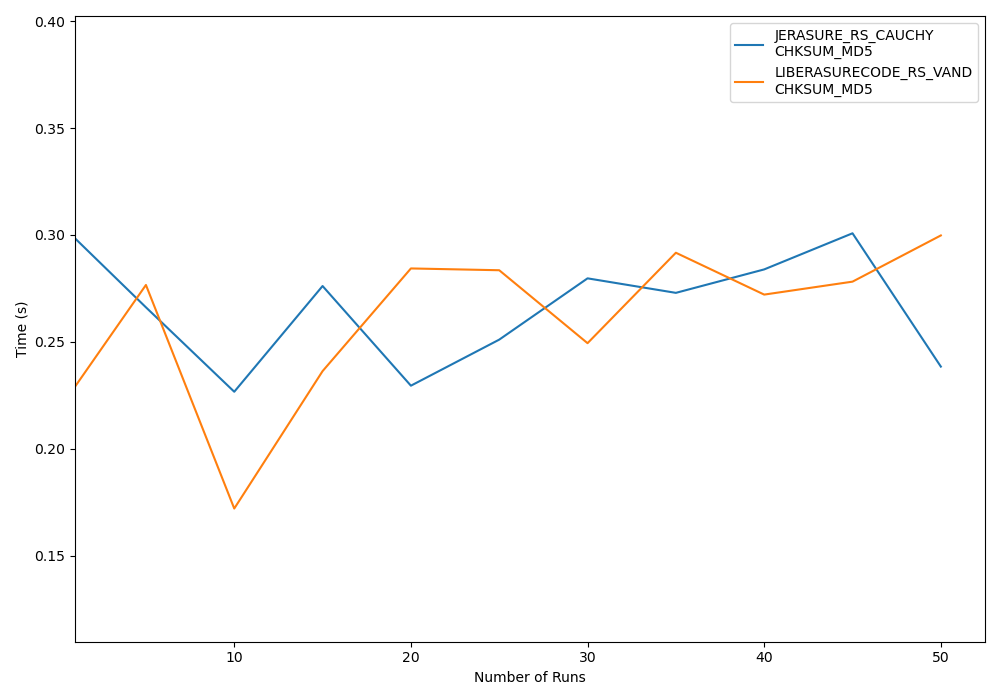 0.40
0.35
0.30
0.25
0.20
0.15
Time (s)
10
20
30
40
50
Number of Runs
JERASURE_RS_CAUCHY
CHKSUM_MD5
LIBERASURECODE_RS_VAND
CHKSUM_MD5